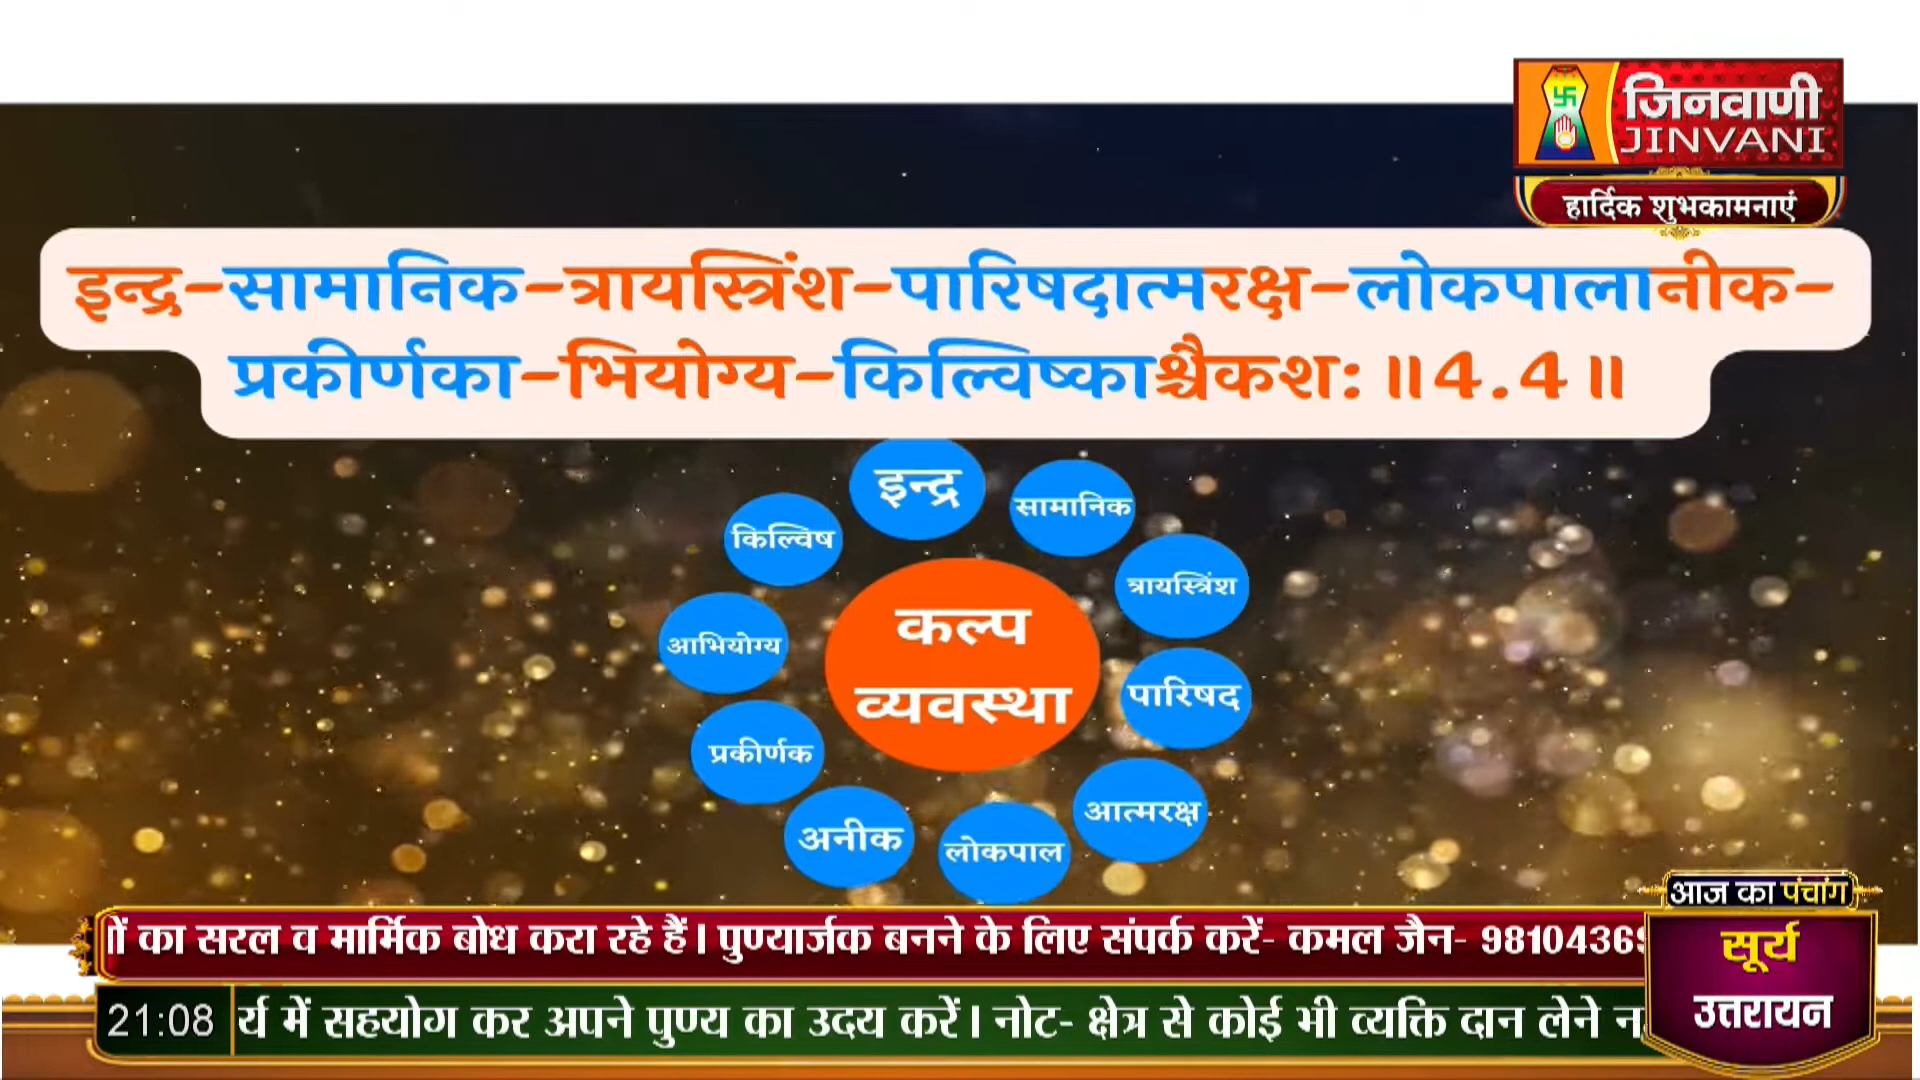 जिनवाणी
JINVANI
हार्दिक शुभकामनाएं
इन्द्र-सामानिक-त्रायस्त्रिंश-पारिषदात्मरक्ष-लोकपालानीक-
प्रकीर्णका-भियोग्य-किल्विष्काश्चैकश: ॥4.4॥
इन्द्र
सामानिक
किल्विष
त्रायस्त्रिंश
कल्प
व्यवस्था
आभियोग्य
पारिषद
प्रकीर्णक
आत्मरक्ष
अनीक
लोकपाल
आज का पंचांग
का सरल व मार्मिक बोध करा रहे हैं। पुण्यार्जक बनने के लिए संपर्क करें- कमल जैन- 98104369
सूर्य
उत्तरायन
21:08
र्य में सहयोग कर अपने पुण्य का उदय करें। नोट- क्षेत्र से कोई भी व्यक्ति दान लेने न